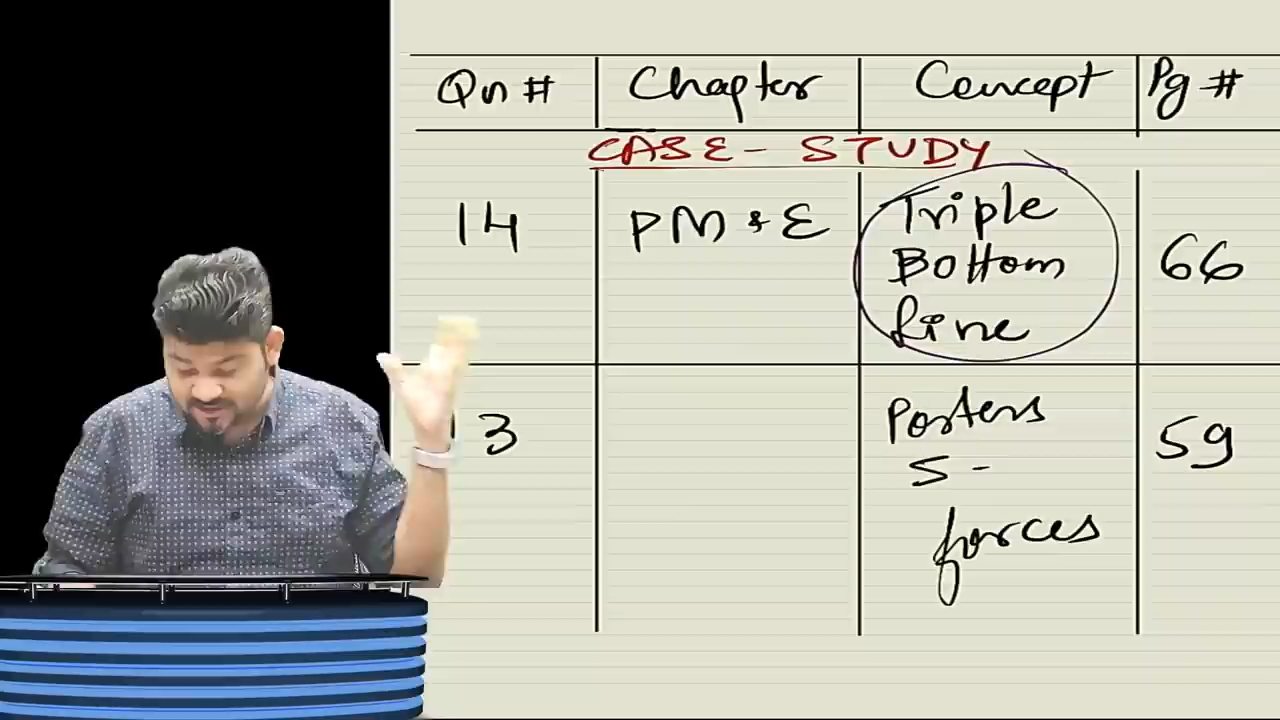 Qn # Chapter Concept Pg #
CASE - STUDY
14 PM & E Triple 66
Bottom
Line
3 Porters 59
5 -
forces